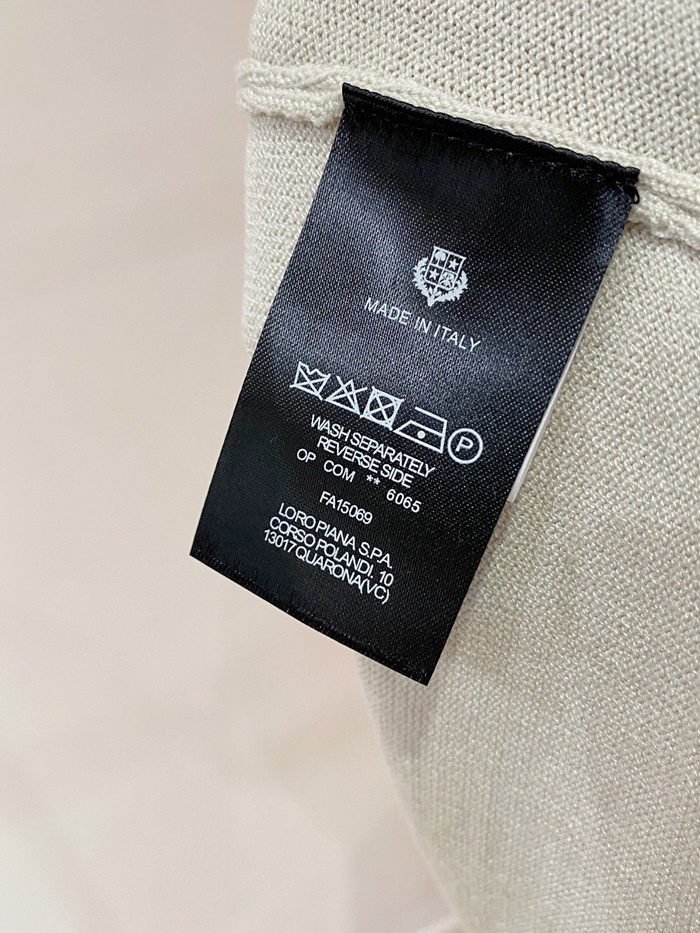 MADE IN ITALY
P
WASH SEPARATELY
REVERSE SIDE
OP COM ** 6065
FA15069
LORO PIANA S.P.A.
CORSO ROLANDI, 10
13017 QUARONA(VC)